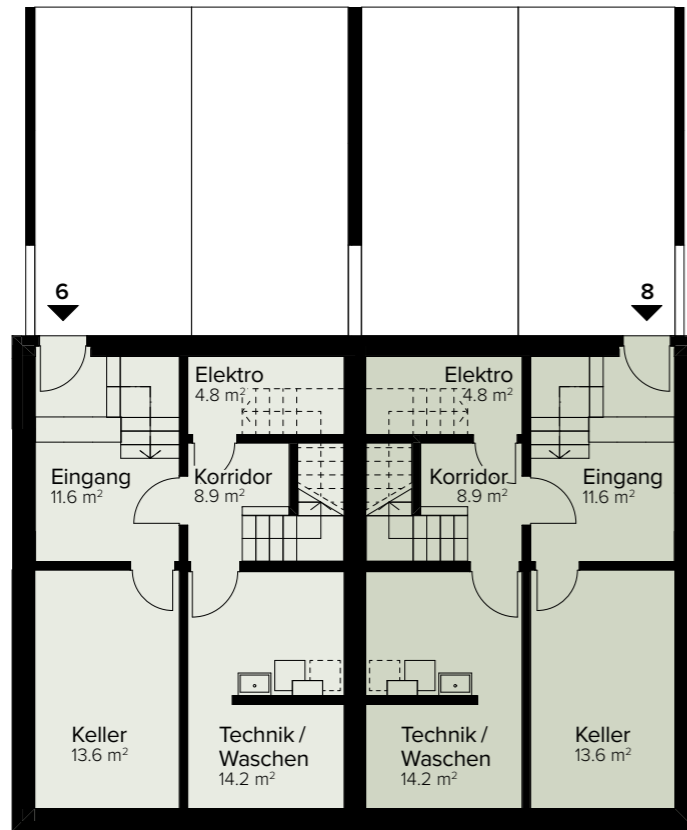 6
8
Elektro
4.8 m²
Elektro
4.8 m²
Eingang
11.6 m²
Korridor
8.9 m²
Korridor
8.9 m²
Eingang
11.6 m²
Keller
13.6 m²
Technik /
Waschen
14.2 m²
Technik /
Waschen
14.2 m²
Keller
13.6 m²